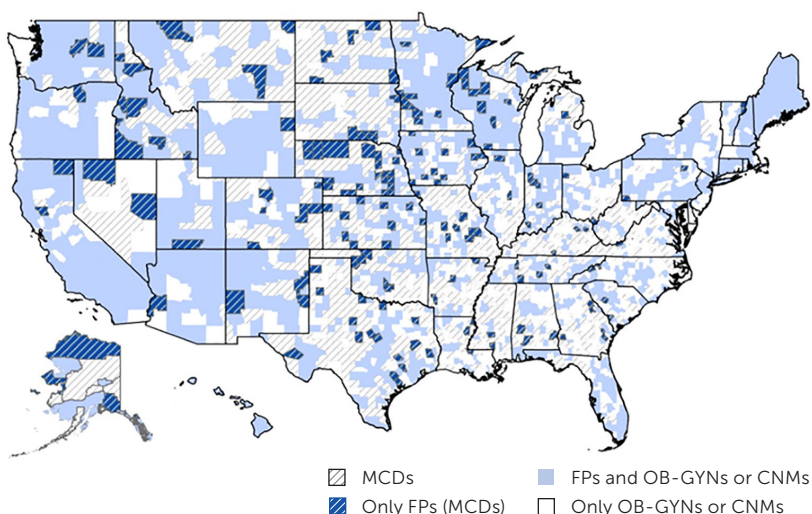 MCDs
FPs and OB-GYNs or CNMs
Only FPs (MCDs)
Only OB-GYNs or CNMs